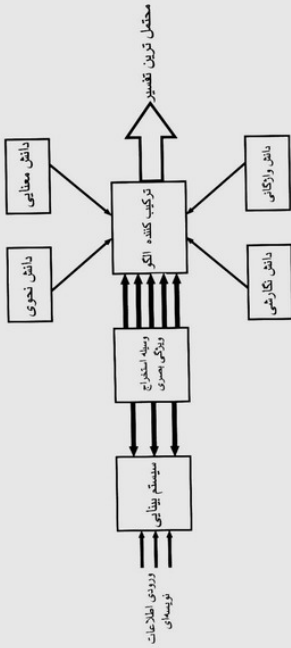 ورودی اطلاعات
نویسه‌ای
سیستم بینایی
وسیله استخراج
ویژگی بصری
ترکیب کننده الگو
دانش نحوی
دانش معنایی
دانش نگارشی
دانش واژگانی
محتمل ترین تفسیر